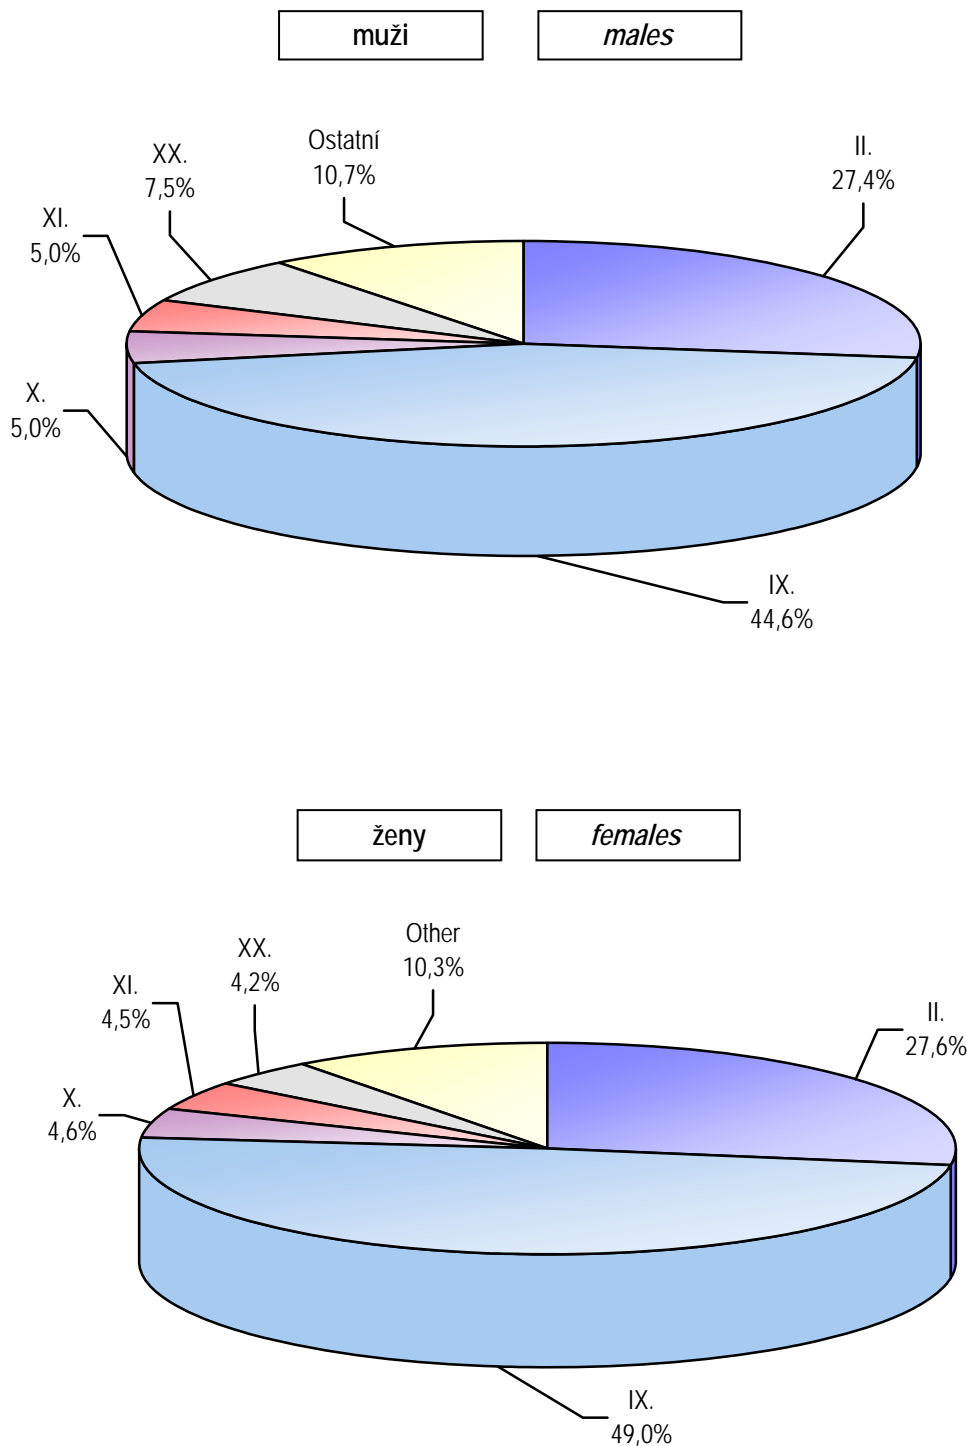 muži
males
Ostatní
10,7%
II.
27,4%
XX.
7,5%
XI.
5,0%
X.
5,0%
IX.
44,6%
ženy
females
Other
10,3%
XX.
4,2%
XI.
4,5%
II.
27,6%
X.
4,6%
IX.
49,0%